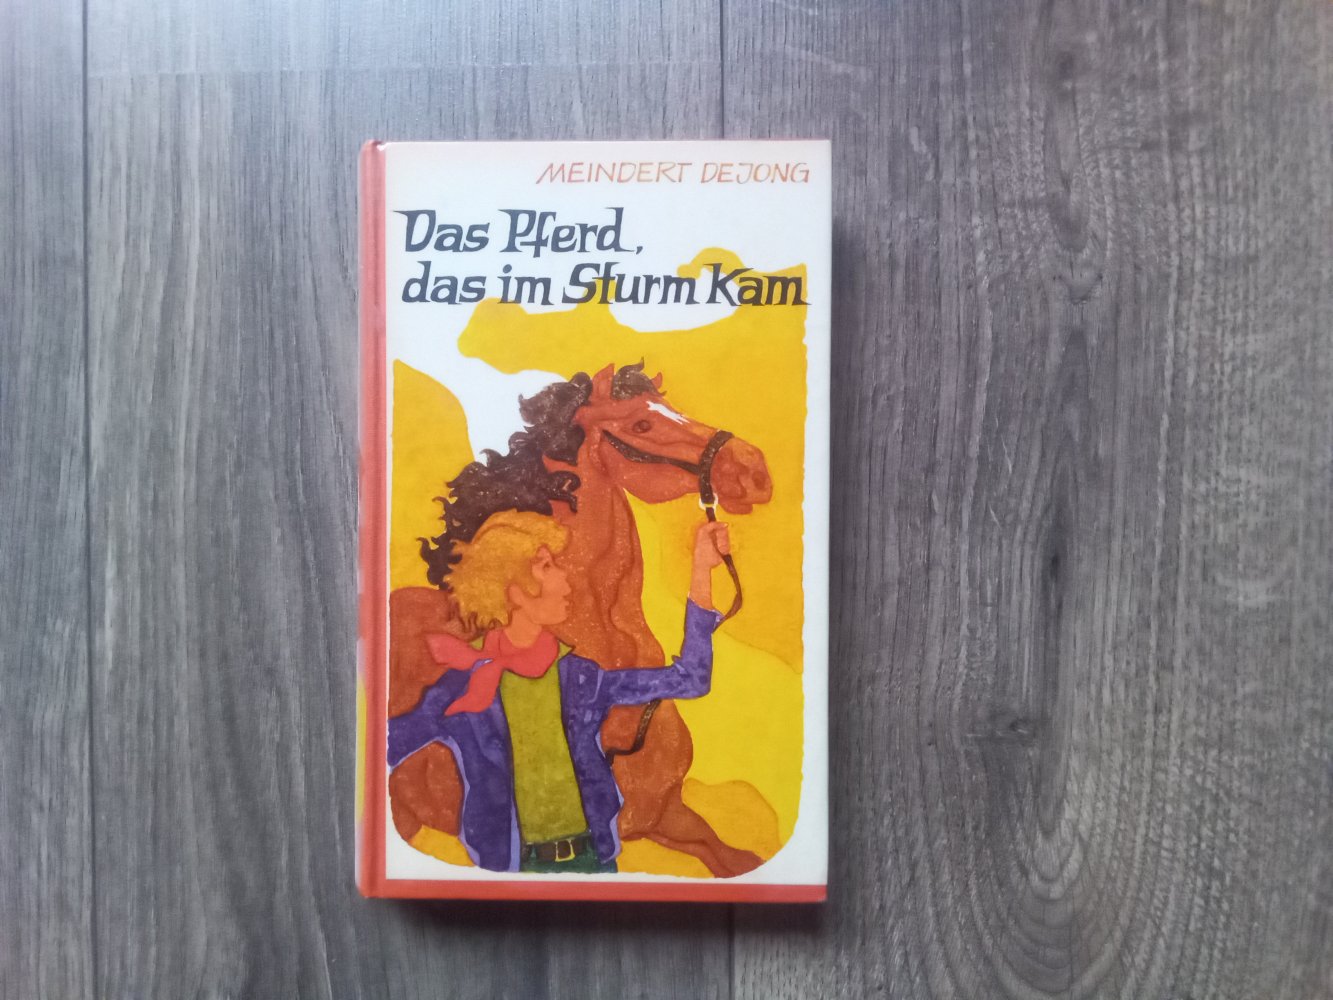 MEINDERT DEJONG
Das Pferd,
das im Sturm Kam